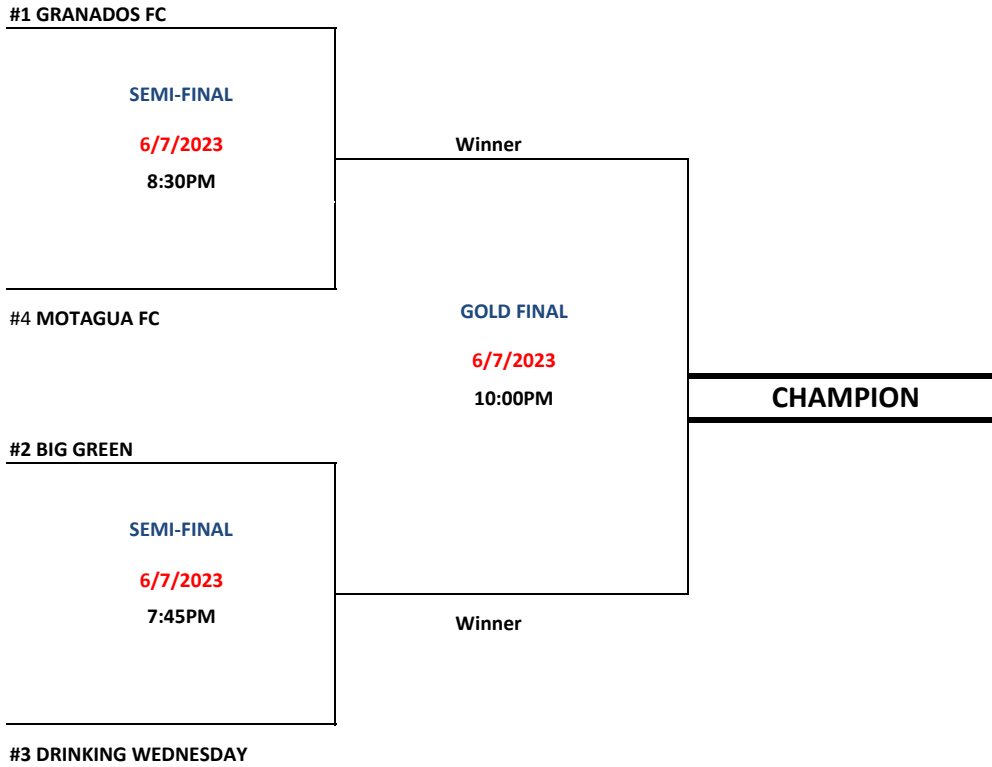 #1 GRANADOS FC
SEMI-FINAL
6/7/2023
8:30PM
Winner
#4 MOTAGUA FC
GOLD FINAL
6/7/2023
10:00PM
CHAMPION
#2 BIG GREEN
SEMI-FINAL
6/7/2023
7:45PM
Winner
#3 DRINKING WEDNESDAY